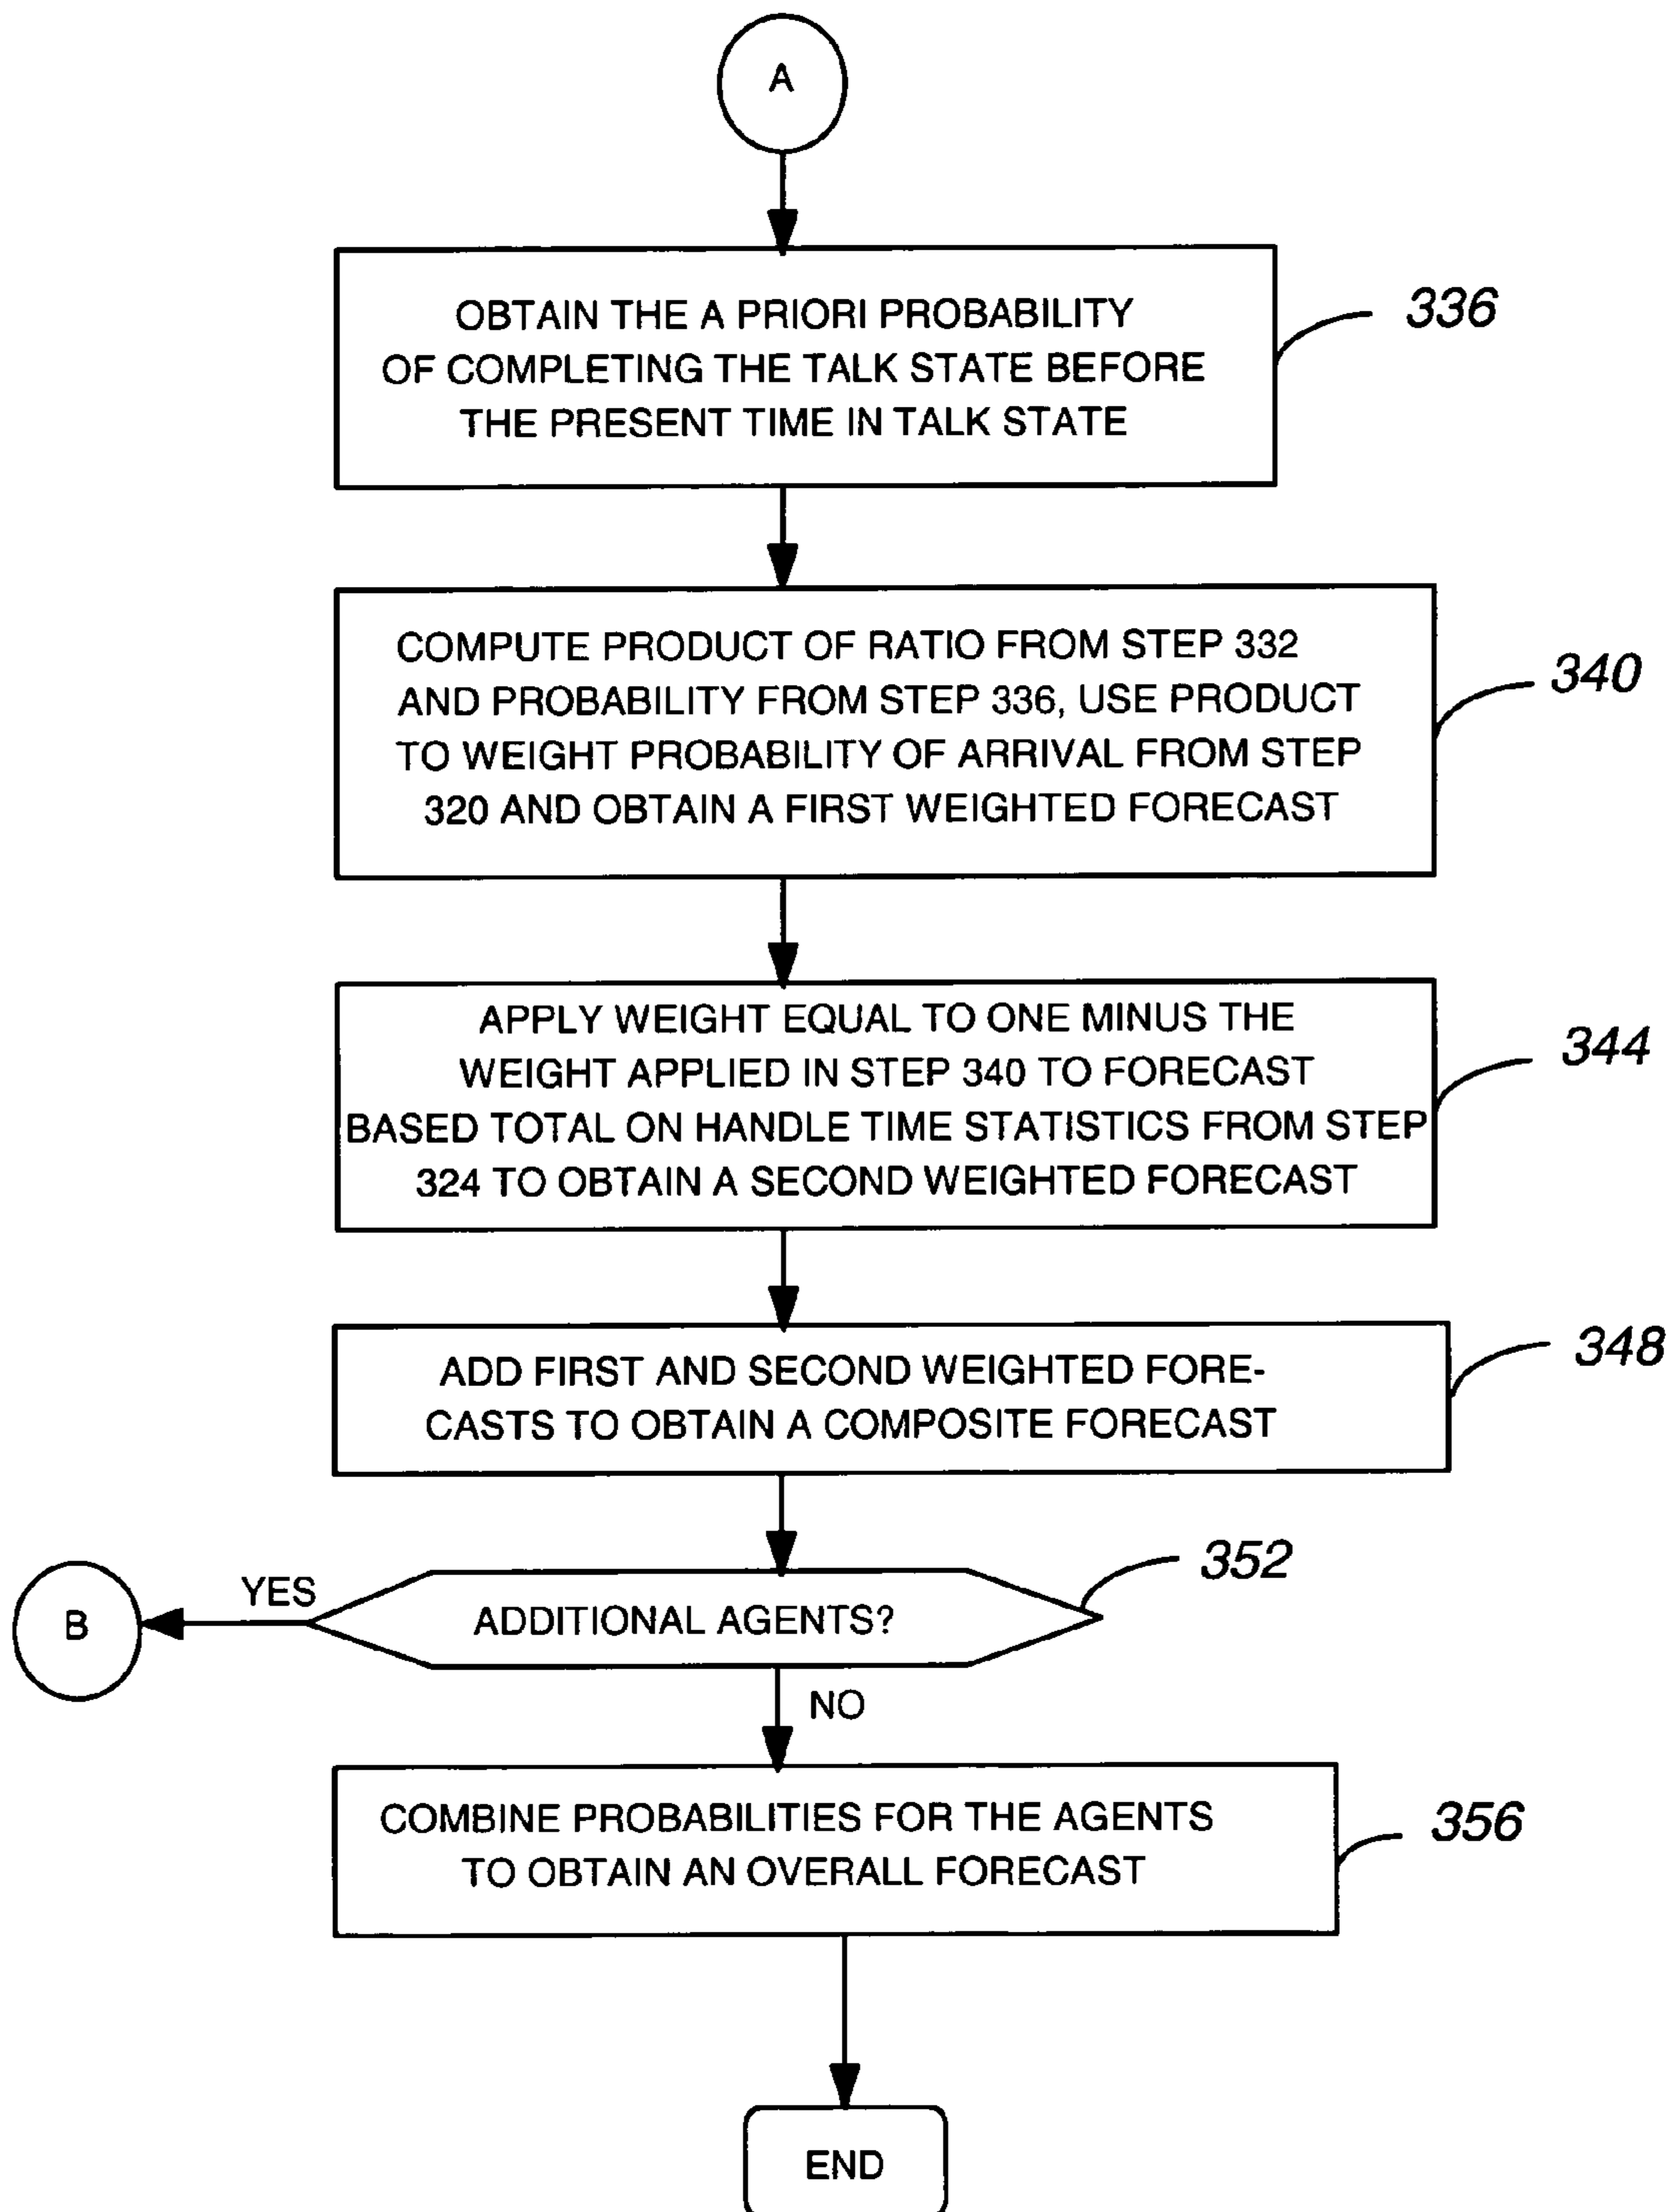 A
OBTAIN THE A PRIORI PROBABILITY
OF COMPLETING THE TALK STATE BEFORE
THE PRESENT TIME IN TALK STATE
336
COMPUTE PRODUCT OF RATIO FROM STEP 332
AND PROBABILITY FROM STEP 336, USE PRODUCT
TO WEIGHT PROBABILITY OF ARRIVAL FROM STEP
320 AND OBTAIN A FIRST WEIGHTED FORECAST
340
APPLY WEIGHT EQUAL TO ONE MINUS THE
WEIGHT APPLIED IN STEP 340 TO FORECAST
BASED TOTAL ON HANDLE TIME STATISTICS FROM STEP
324 TO OBTAIN A SECOND WEIGHTED FORECAST
344
ADD FIRST AND SECOND WEIGHTED FORE-
CASTS TO OBTAIN A COMPOSITE FORECAST
348
ADDITIONAL AGENTS?
352
YES
B
NO
COMBINE PROBABILITIES FOR THE AGENTS
TO OBTAIN AN OVERALL FORECAST
356
END